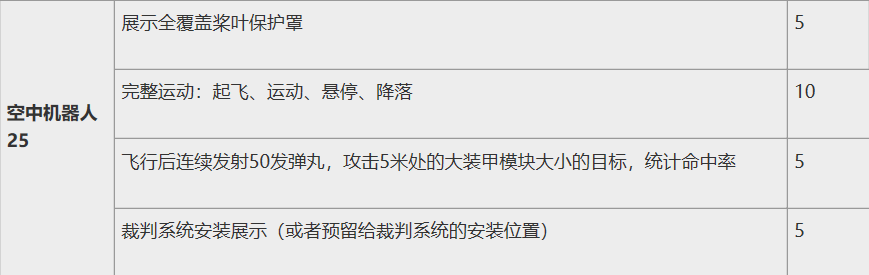 空中机器人
25
展示全覆盖桨叶保护罩
5
完整运动：起飞、运动、悬停、降落
10
飞行后连续发射50发弹丸，攻击5米处的大装甲模块大小的目标，统计命中率
5
裁判系统安装展示（或者预留给裁判系统的安装位置）
5